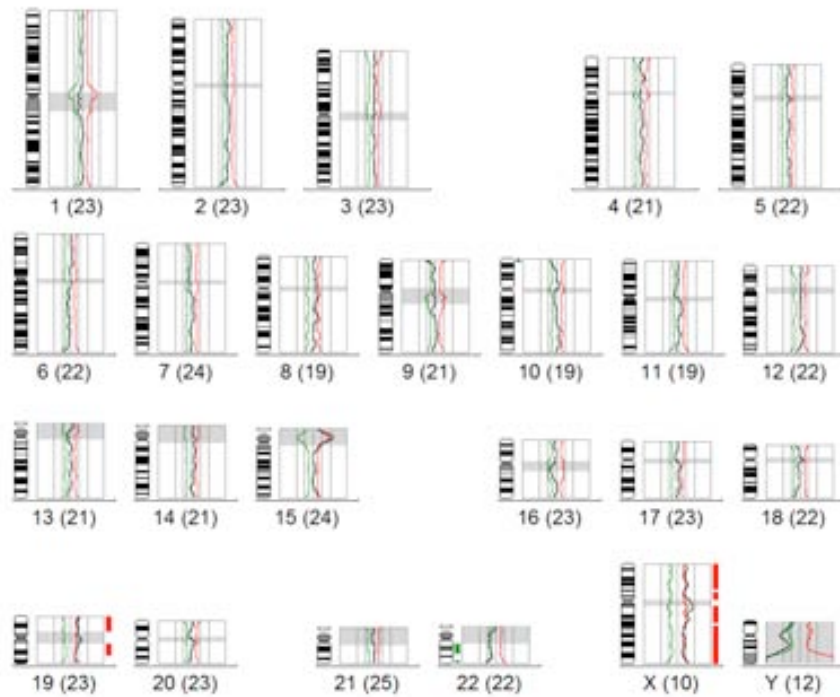 1 (23) 2 (23) 3 (23) 4 (21) 5 (22)
6 (22) 7 (24) 8 (19) 9 (21) 10 (19) 11 (19) 12 (22)
13 (21) 14 (21) 15 (24) 16 (23) 17 (23) 18 (22)
19 (23) 20 (23) 21 (25) 22 (22) X (10) Y (12)